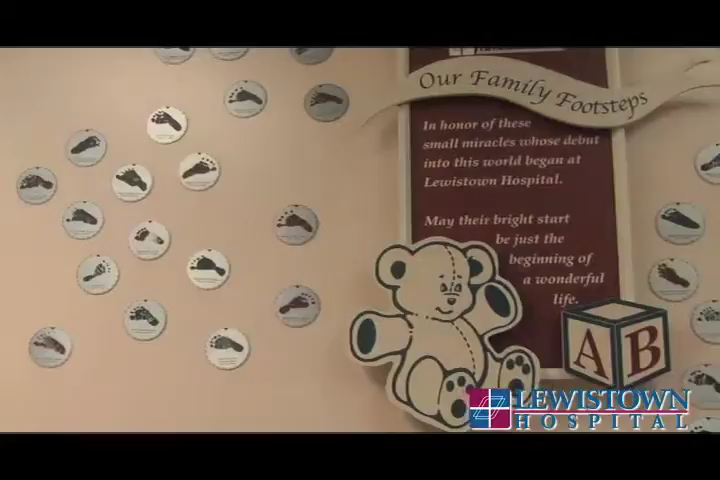 Our Family Footsteps
In honor of these
small miracles whose debut
into this world began at
Lewistown Hospital.
May their bright start
be just the
beginning of
a wonderful
life.
A B
LEWISTOWN
HOSPITAL